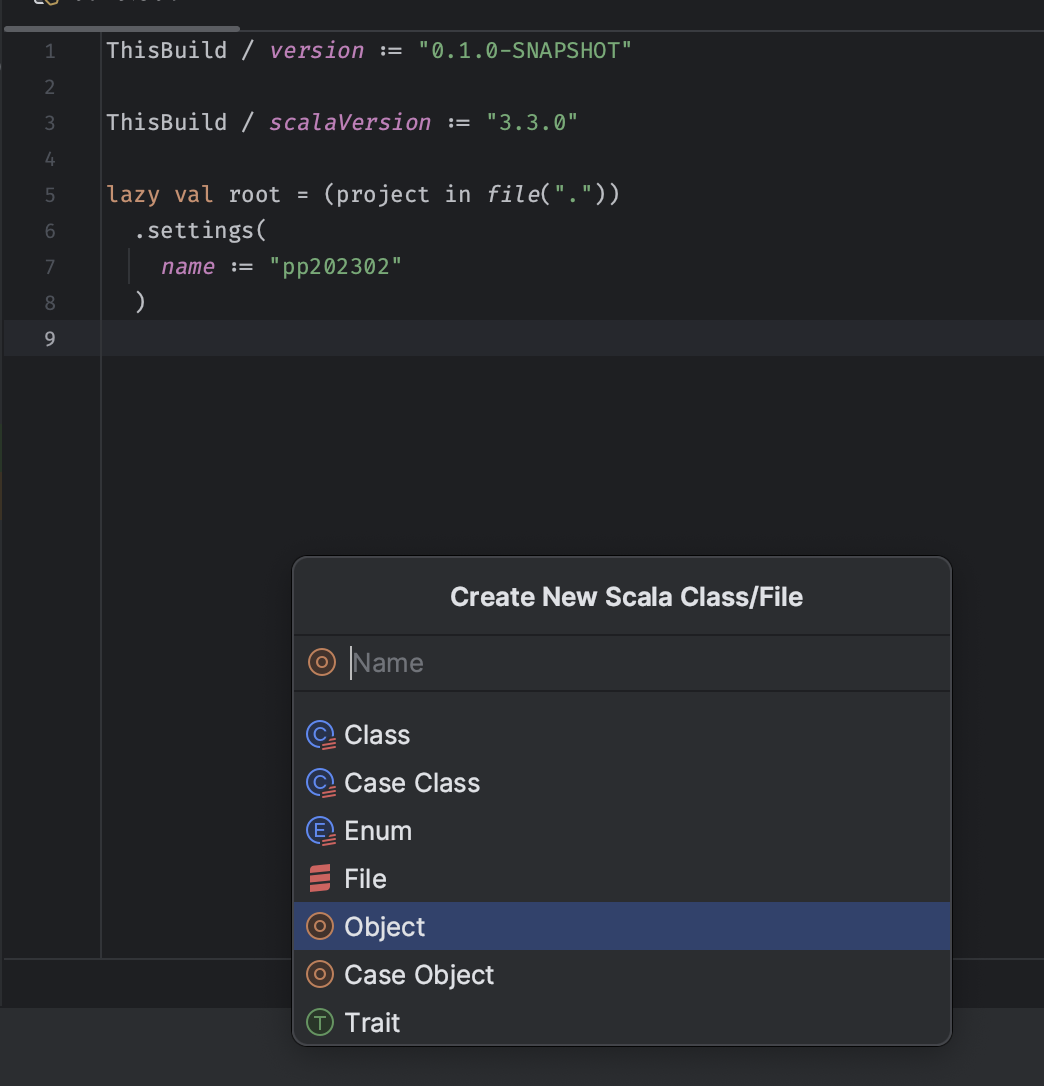 1 ThisBuild / version := "0.1.0-SNAPSHOT"
2
3 ThisBuild / scalaVersion := "3.3.0"
4
5 lazy val root = (project in file("."))
6 .settings(
7 name := "pp202302"
8 )
9
Create New Scala Class/File
Name
Class
Case Class
Enum
File
Object
Case Object
Trait